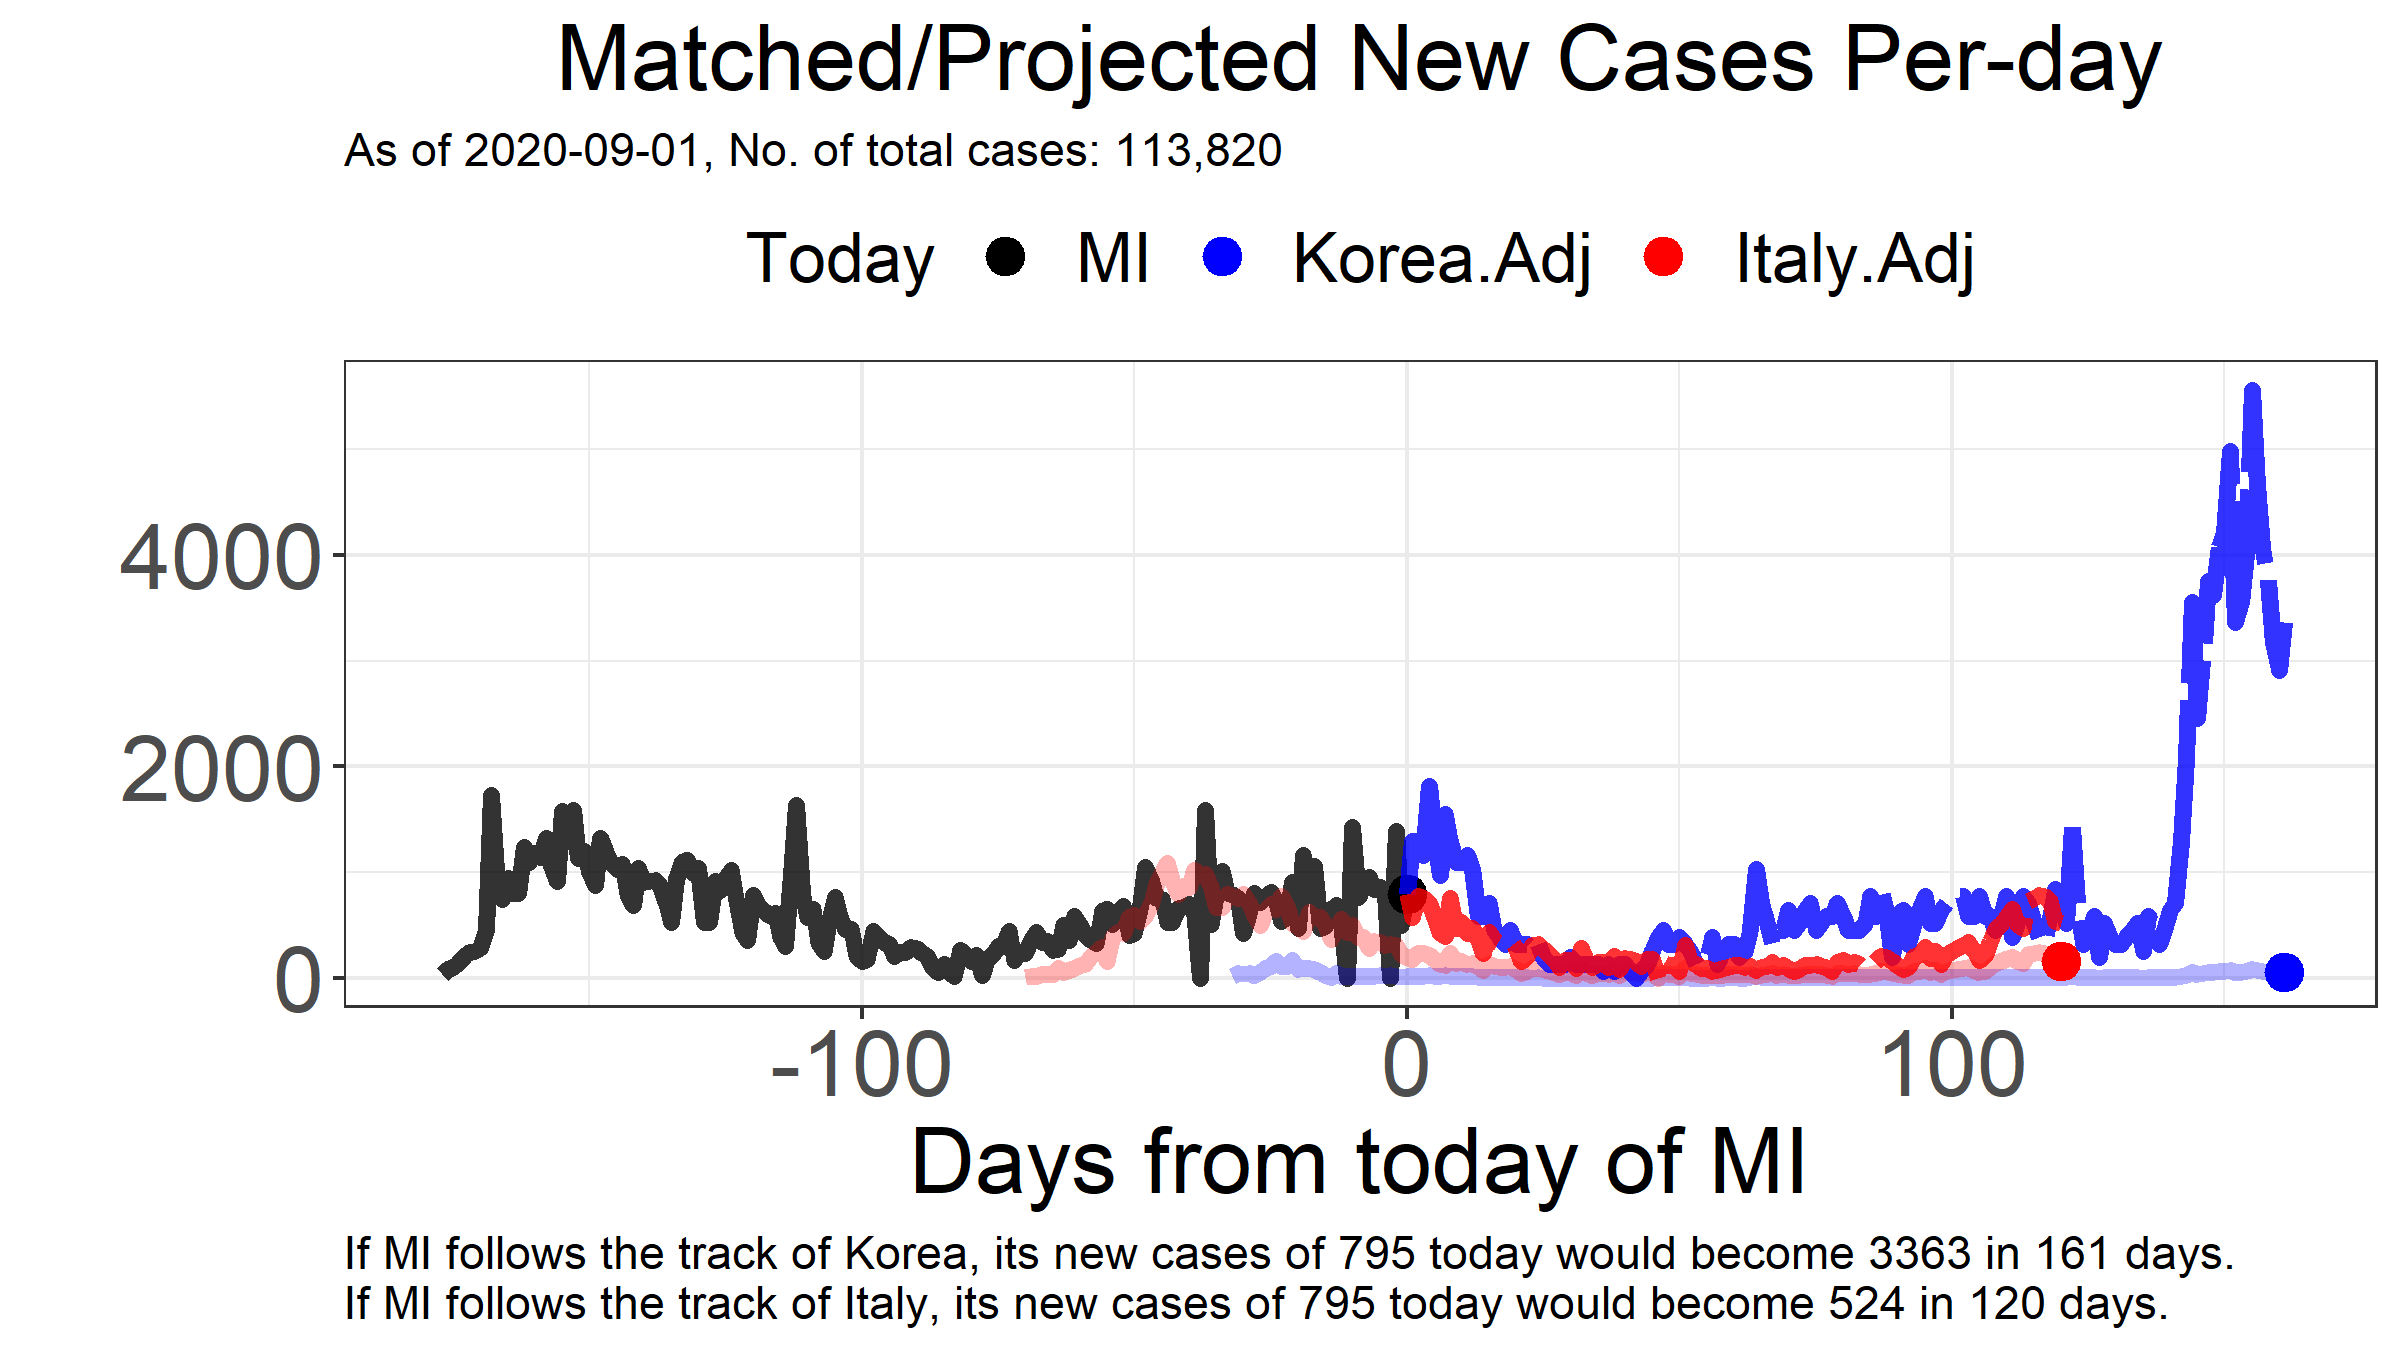 Matched/Projected New Cases Per-day
As of 2020-09-01, No. of total cases: 113,820
Today MI Korea.Adj Italy.Adj
4000
2000
0
-100 0 100
Days from today of MI
If MI follows the track of Korea, its new cases of 795 today would become 3363 in 161 days.
If MI follows the track of Italy, its new cases of 795 today would become 524 in 120 days.